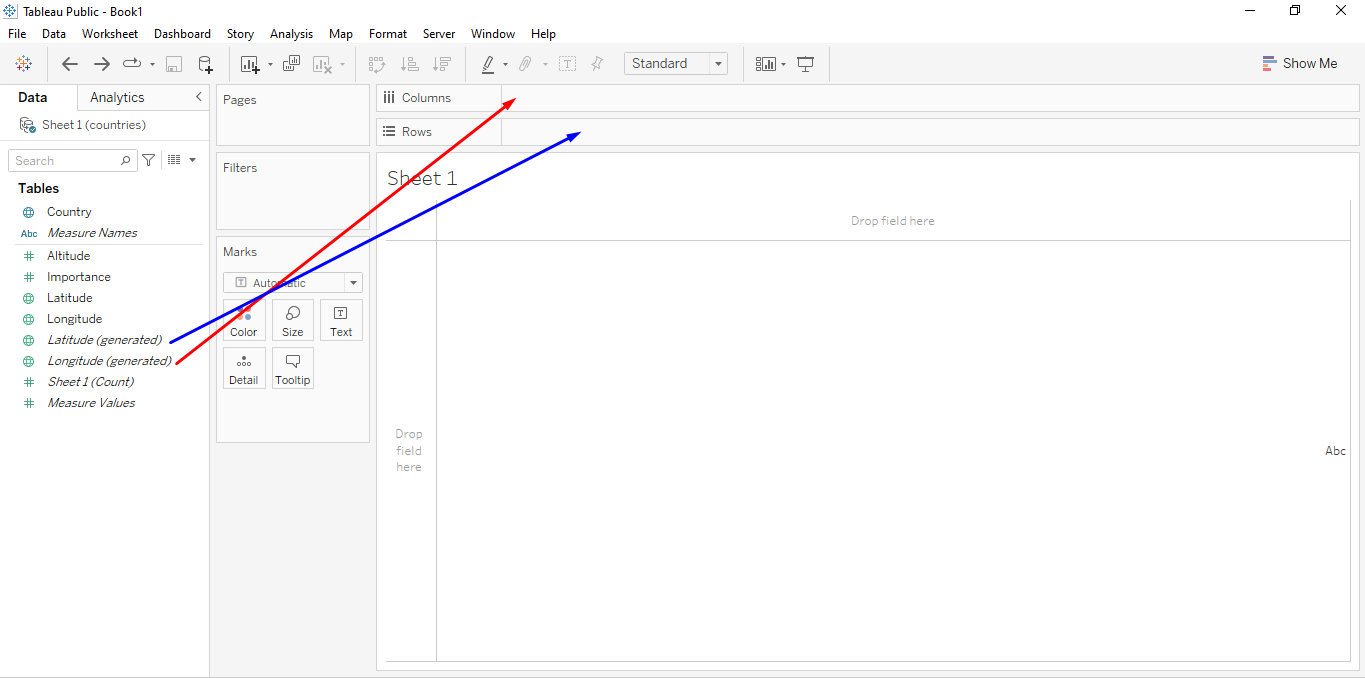 Tableau Public - Book1
File Data Worksheet Dashboard Story Analysis Map Format Server Window Help
Standard
Show Me
Data Analytics
Sheet 1 (countries)
Search
Tables
Country
Abc Measure Names
Altitude
Importance
Latitude
Longitude
Latitude (generated)
Longitude (generated)
Sheet 1 (Count)
Measure Values
Pages
Filters
Marks
T Automatic
Color Size T Text
Detail Tooltip
Columns
Rows
Sheet 1
Drop field here
Drop
field
here
Abc